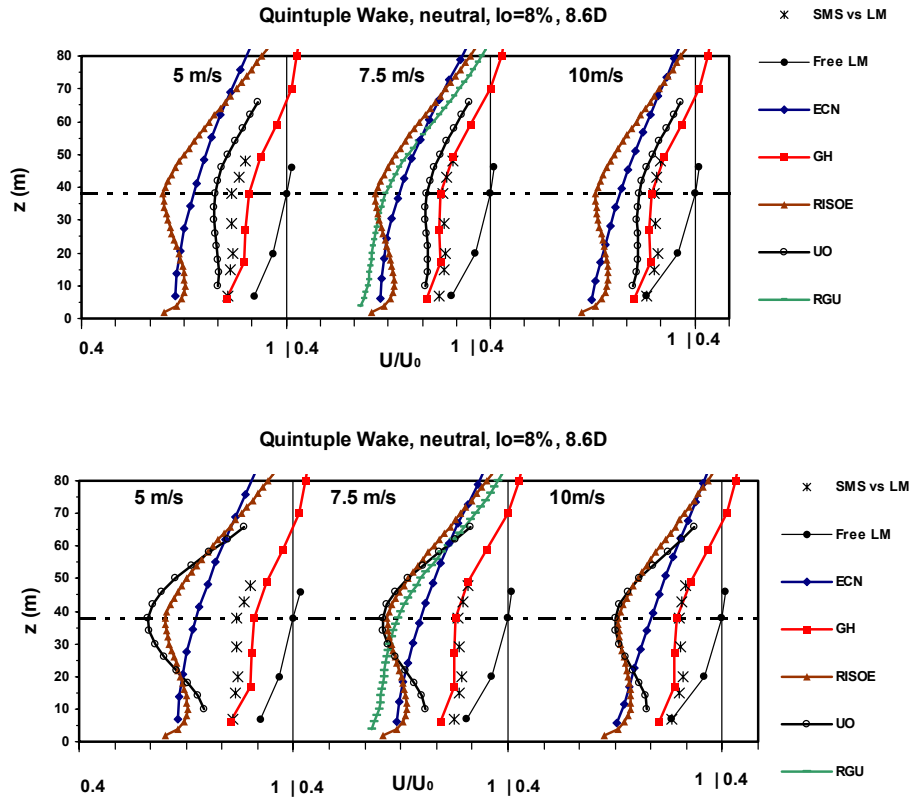 Quintuple Wake, neutral, Io=8%, 8.6D
5 m/s
7.5 m/s
10m/s
z (m)
80
70
60
50
40
30
20
10
0
0.4
1 | 0.4
1 | 0.4
1 | 0.4
U/U₀
SMS vs LM
Free LM
ECN
GH
RISOE
UO
RGU
Quintuple Wake, neutral, Io=8%, 8.6D
5 m/s
7.5 m/s
10m/s
z (m)
80
70
60
50
40
30
20
10
0
0.4
1 | 0.4
1 | 0.4
1 | 0.4
U/U₀
SMS vs LM
Free LM
ECN
GH
RISOE
UO
RGU